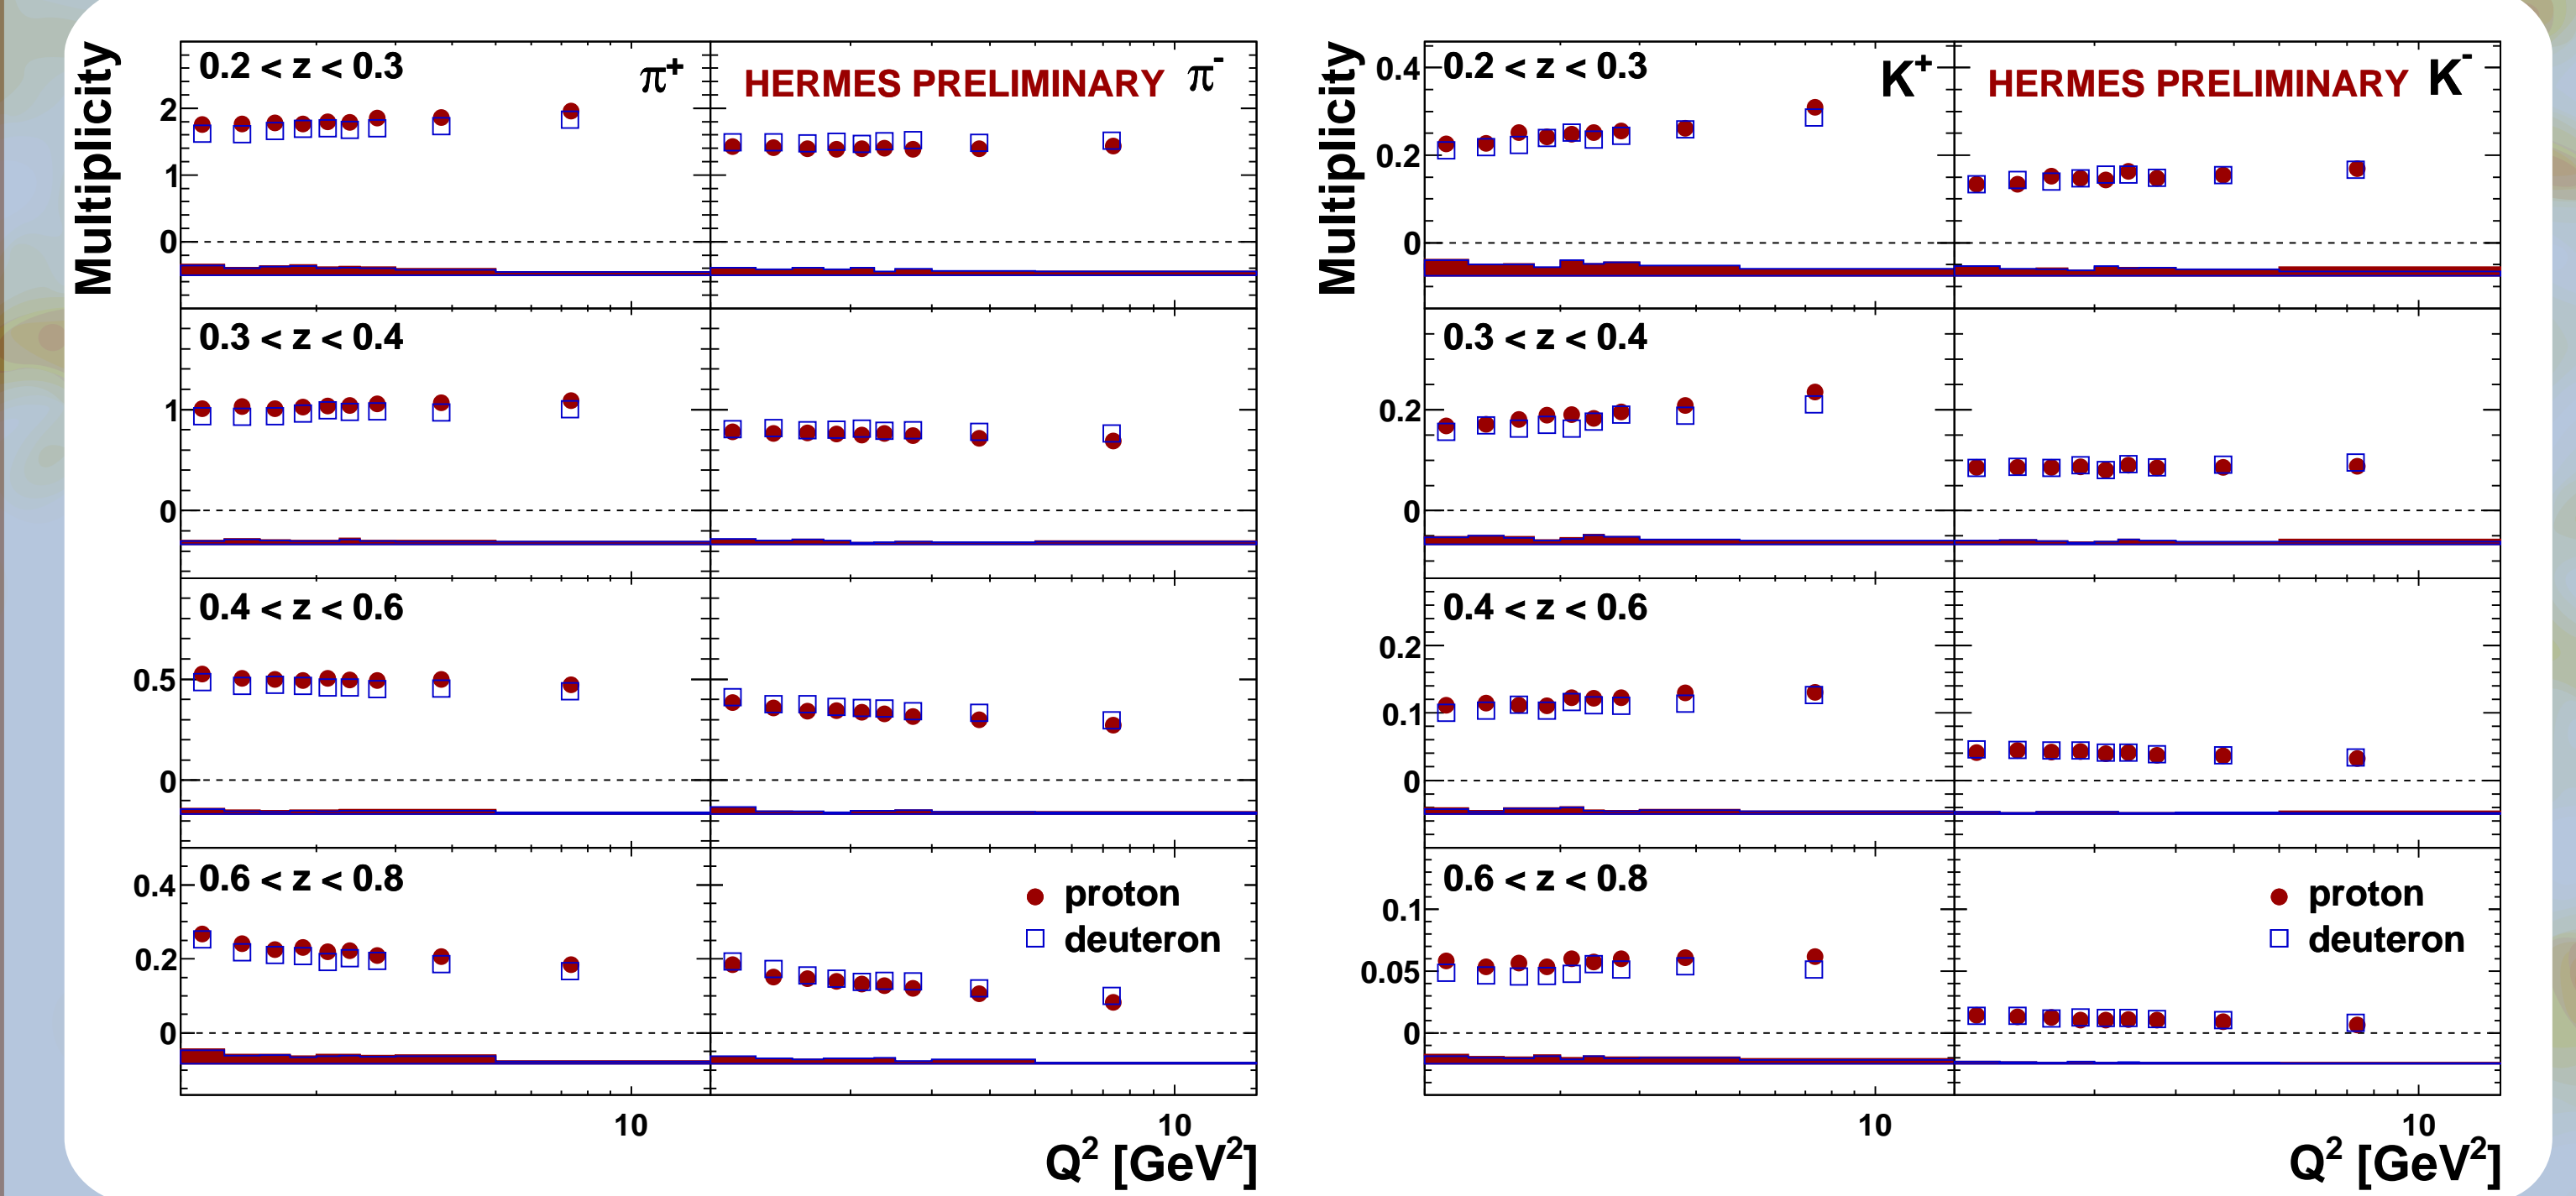 Multiplicity
0.2 < z < 0.3
π+
HERMES PRELIMINARY π-
2
1
0
0.3 < z < 0.4
1
0
0.4 < z < 0.6
0.5
0
0.6 < z < 0.8
0.4
0.2
0
proton
deuteron
10
10
Q2 [GeV2]
Multiplicity
0.2 < z < 0.3
K+
HERMES PRELIMINARY K-
0.4
0.2
0
0.3 < z < 0.4
0.2
0
0.4 < z < 0.6
0.2
0.1
0
0.6 < z < 0.8
0.1
0.05
0
proton
deuteron
10
10
Q2 [GeV2]